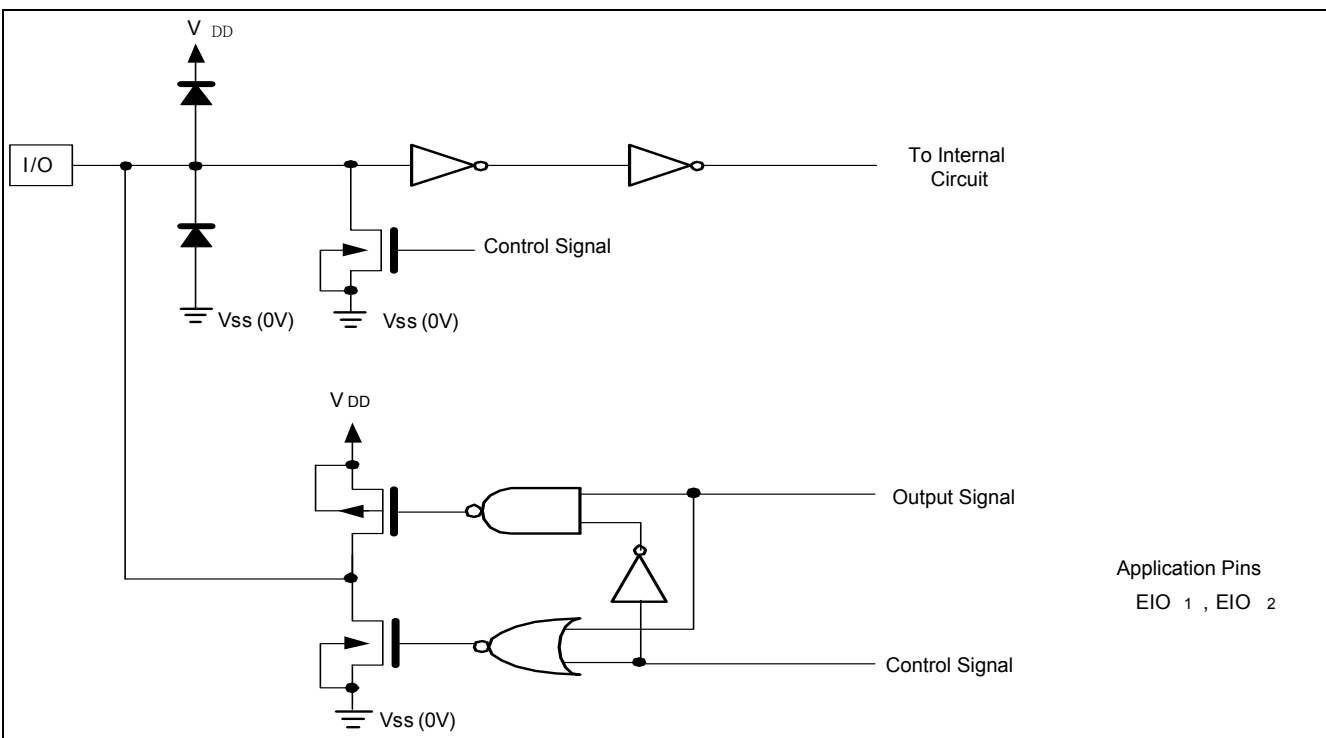 V DD
I/O
To Internal
Circuit
Control Signal
Vss (0V)
Vss (0V)
V DD
Output Signal
Application Pins
EIO 1 , EIO 2
Control Signal
Vss (0V)